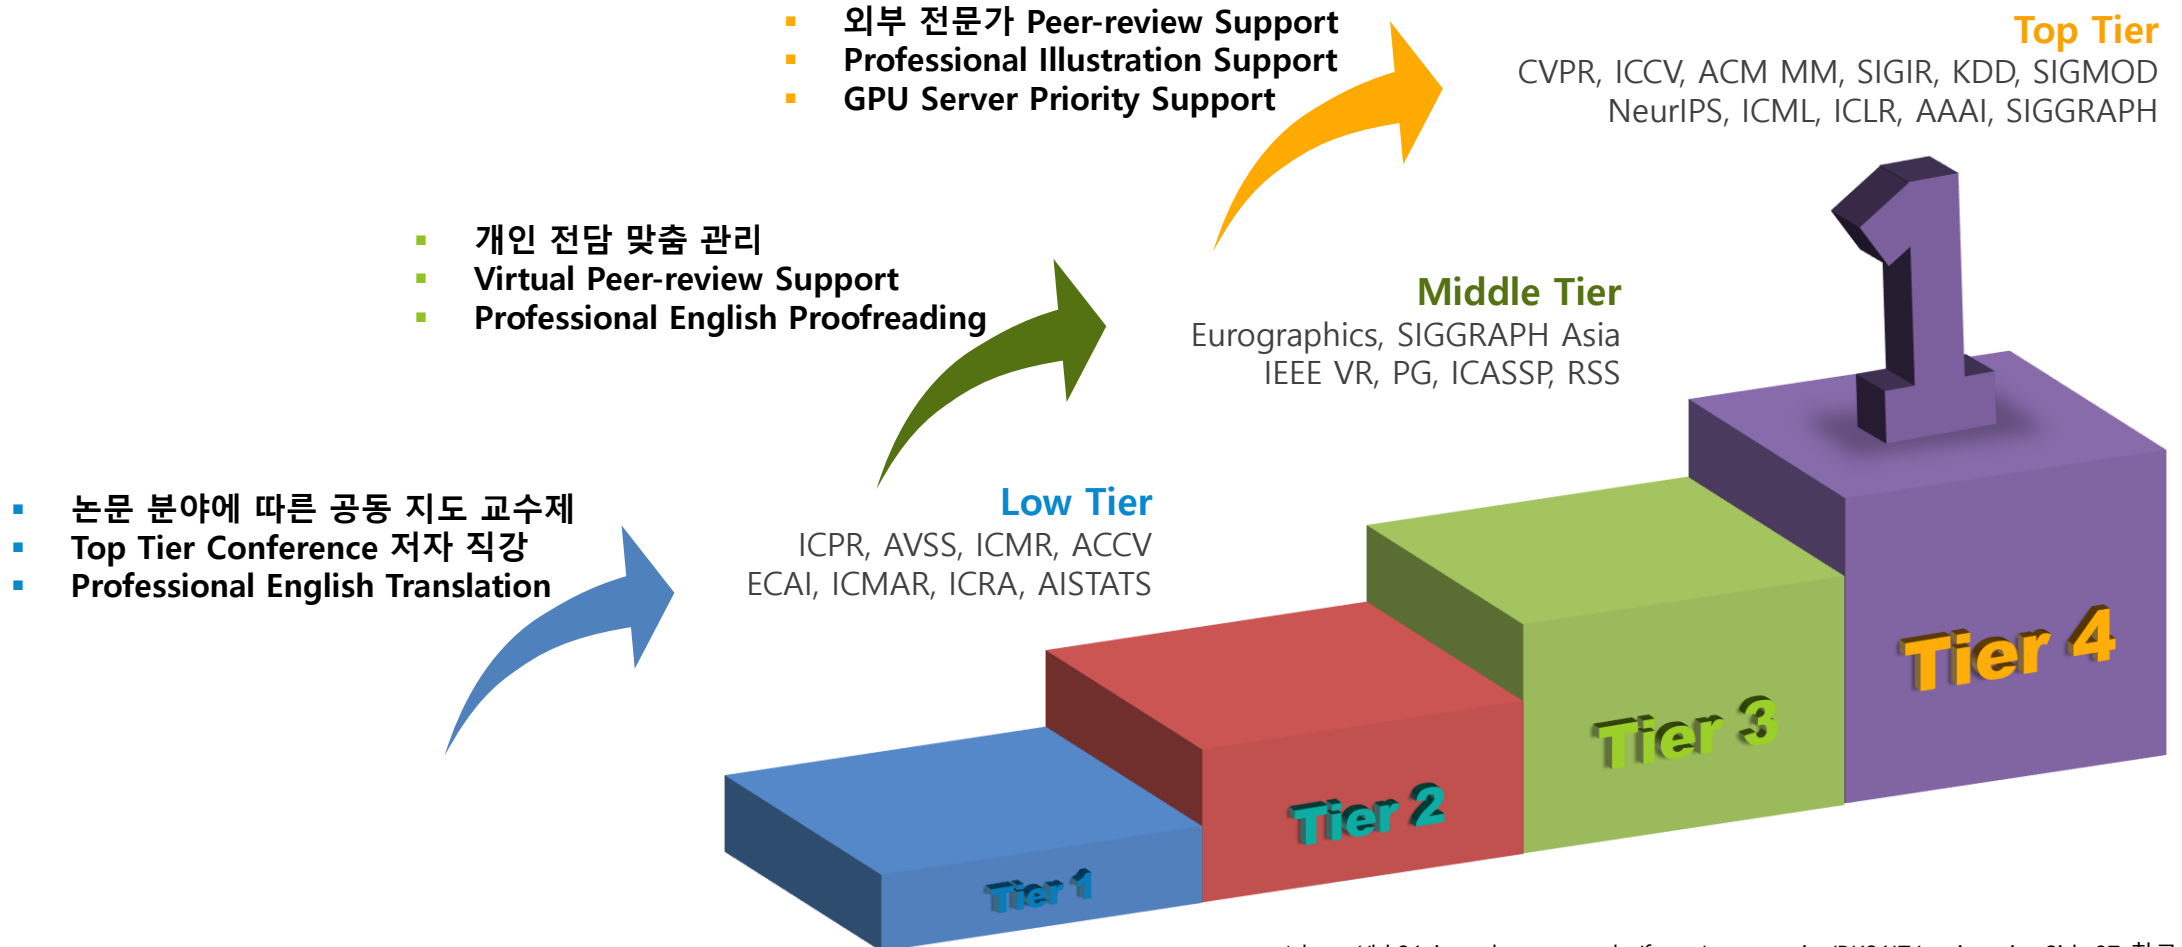 외부 전문가 Peer-review Support
Professional Illustration Support
GPU Server Priority Support
Top Tier
CVPR, ICCV, ACM MM, SIGIR, KDD, SIGMOD
NeurIPS, ICML, ICLR, AAAI, SIGGRAPH
개인 전담 맞춤 관리
Virtual Peer-review Support
Professional English Proofreading
Middle Tier
Eurographics, SIGGRAPH Asia
IEEE VR, PG, ICASSP, RSS
논문 분야에 따른 공동 지도 교수제
Top Tier Conference 저자 직강
Professional English Translation
Low Tier
ICPR, AVSS, ICMR, ACCV
ECAI, ICMAR, ICRA, AISTATS
1
Tier 4
Tier 3
Tier 2
Tier 1